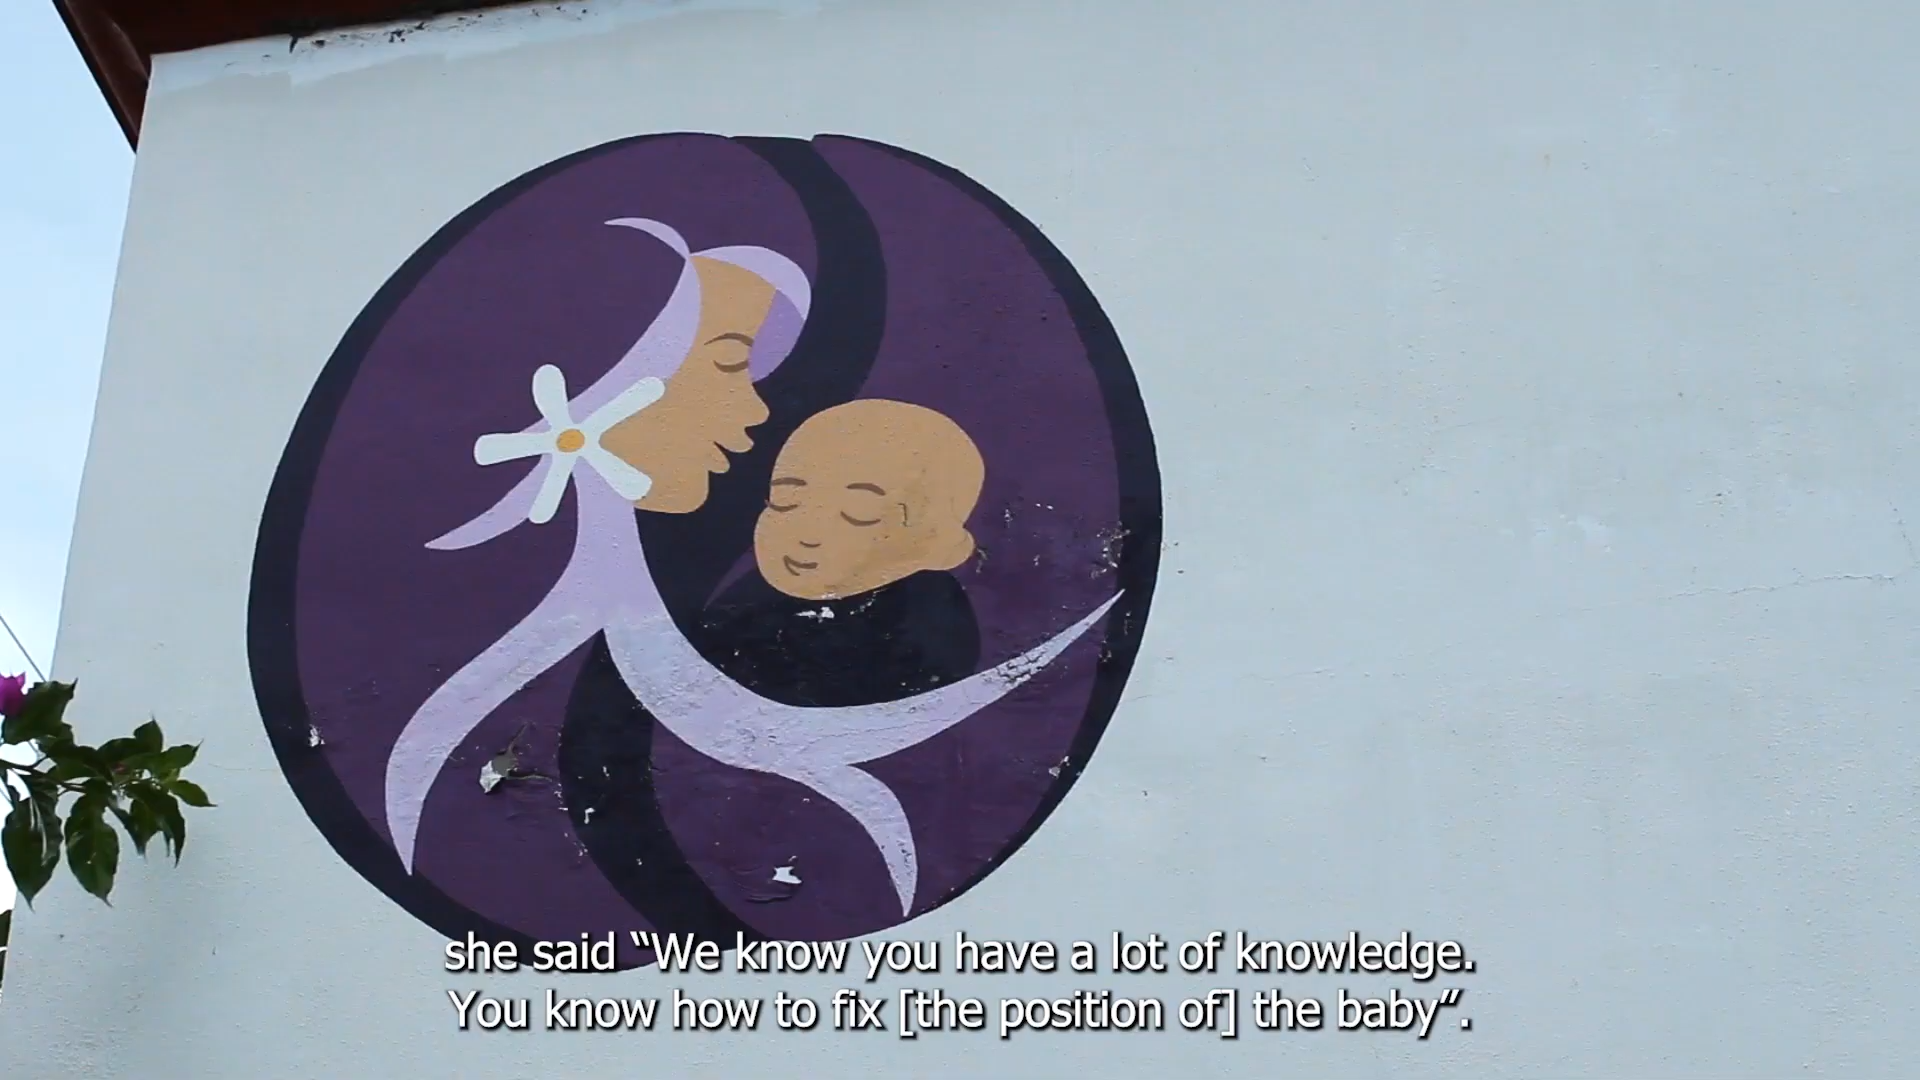 she said “We know you have a lot of knowledge.
You know how to fix [the position of] the baby”.